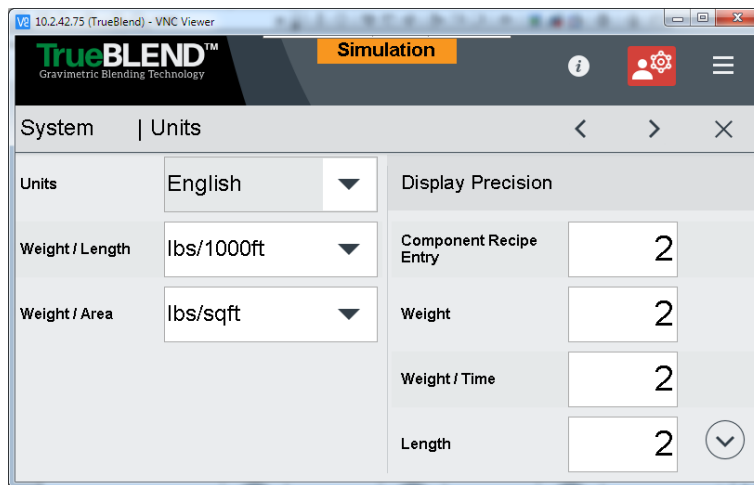 10.2.42.75 (TrueBlend) - VNC Viewer
TrueBLEND™
Gravimetric Blending Technology
Simulation
System | Units
Units
English
Weight / Length
lbs/1000ft
Weight / Area
lbs/sqft
Display Precision
Component Recipe
Entry
2
Weight
2
Weight / Time
2
Length
2